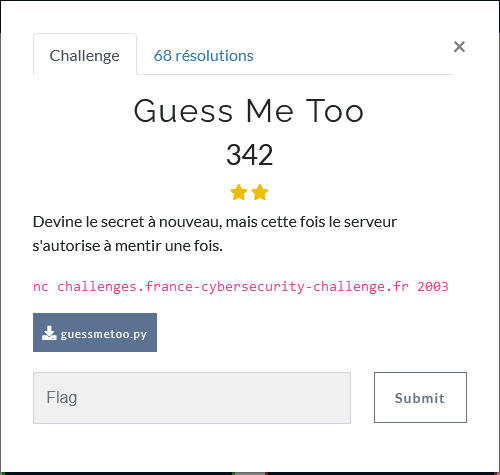 Challenge
68 résolutions
×
Guess Me Too
342
Devine le secret à nouveau, mais cette fois le serveur
s'autorise à mentir une fois.
nc challenges.france-cybersecurity-challenge.fr 2003
guessmetoo.py
Flag
Submit